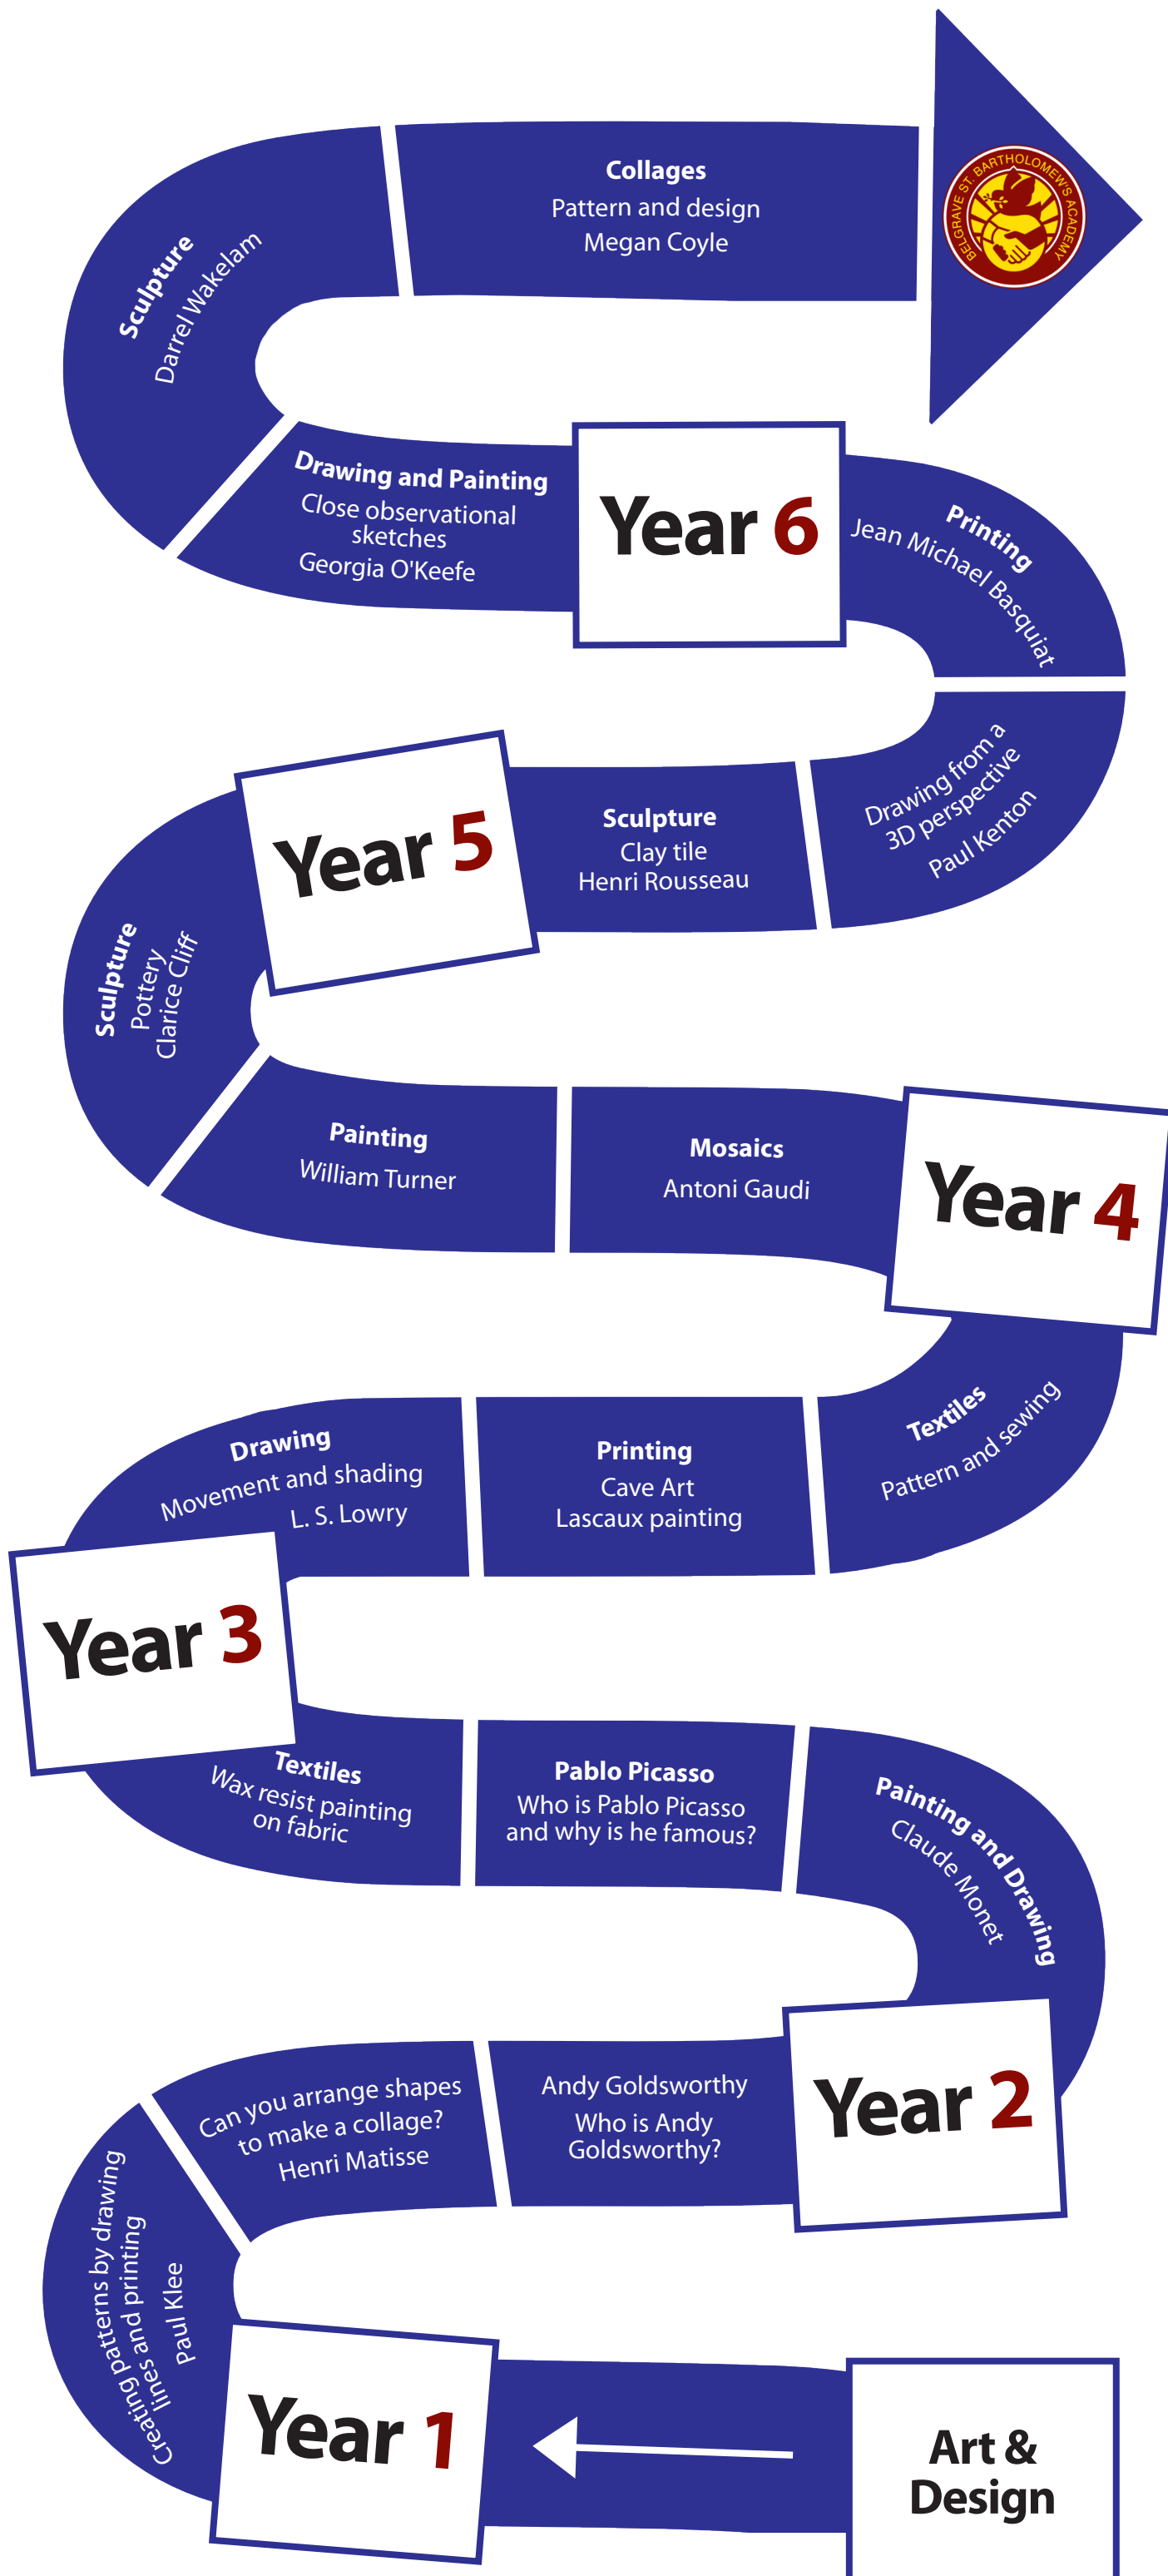 BELGRAVE ST. BARTHOLOMEW'S ACADEMY
Collages
Pattern and design
Megan Coyle
Sculpture
Darrel Wakelam
Drawing and Painting
Close observational
sketches
Georgia O'Keefe
Year 6
Printing
Jean Michael Basquiat
Drawing from a
3D perspective
Paul Kenton
Sculpture
Clay tile
Henri Rousseau
Year 5
Sculpture
Pottery
Clarice Cliff
Painting
William Turner
Mosaics
Antoni Gaudi
Year 4
Textiles
Pattern and sewing
Printing
Cave Art
Lascaux painting
Drawing
Movement and shading
L. S. Lowry
Year 3
Textiles
Wax resist painting
on fabric
Pablo Picasso
Who is Pablo Picasso
and why is he famous?
Painting and Drawing
Claude Monet
Year 2
Andy Goldsworthy
Who is Andy
Goldsworthy?
Can you arrange shapes
to make a collage?
Henri Matisse
Creating patterns by drawing
lines and printing
Paul Klee
Year 1
Art &
Design